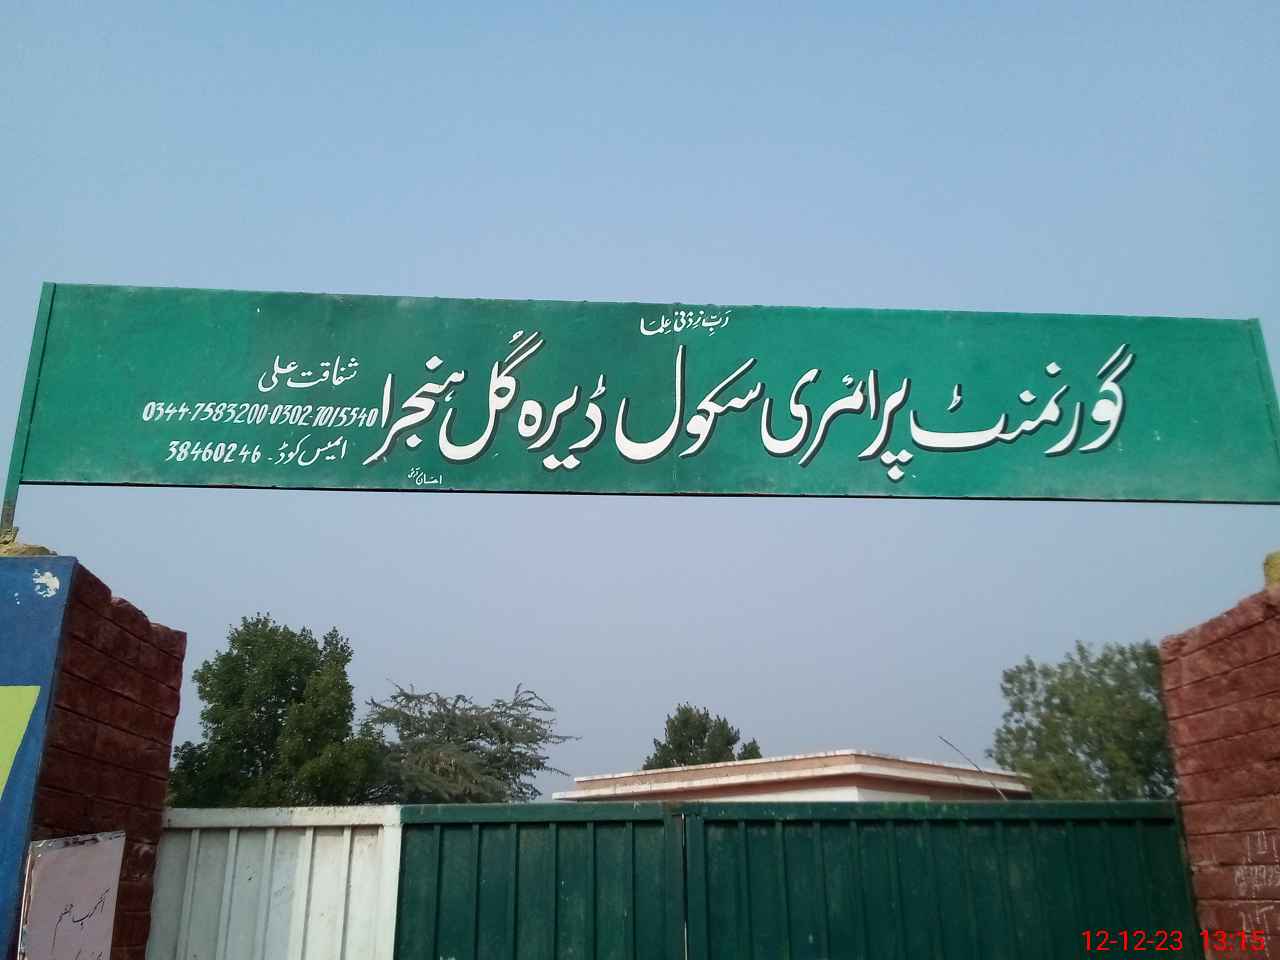 رَبِّ زِدْنِي عِلْمًا
گورنمنٹ پرائمری سکول ڈیرہ گُل ہنجرا
شفاقت علی
0344-7583200-0302-7015540
ایمیس کوڈ - 38460246
احسان
12-12-23 13:15